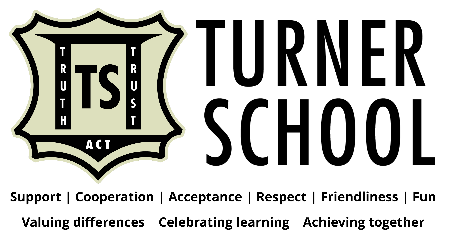 TRUTH
TS
TRUST
ACT
TURNER
SCHOOL
Support | Cooperation | Acceptance | Respect | Friendliness | Fun
Valuing differences Celebrating learning Achieving together